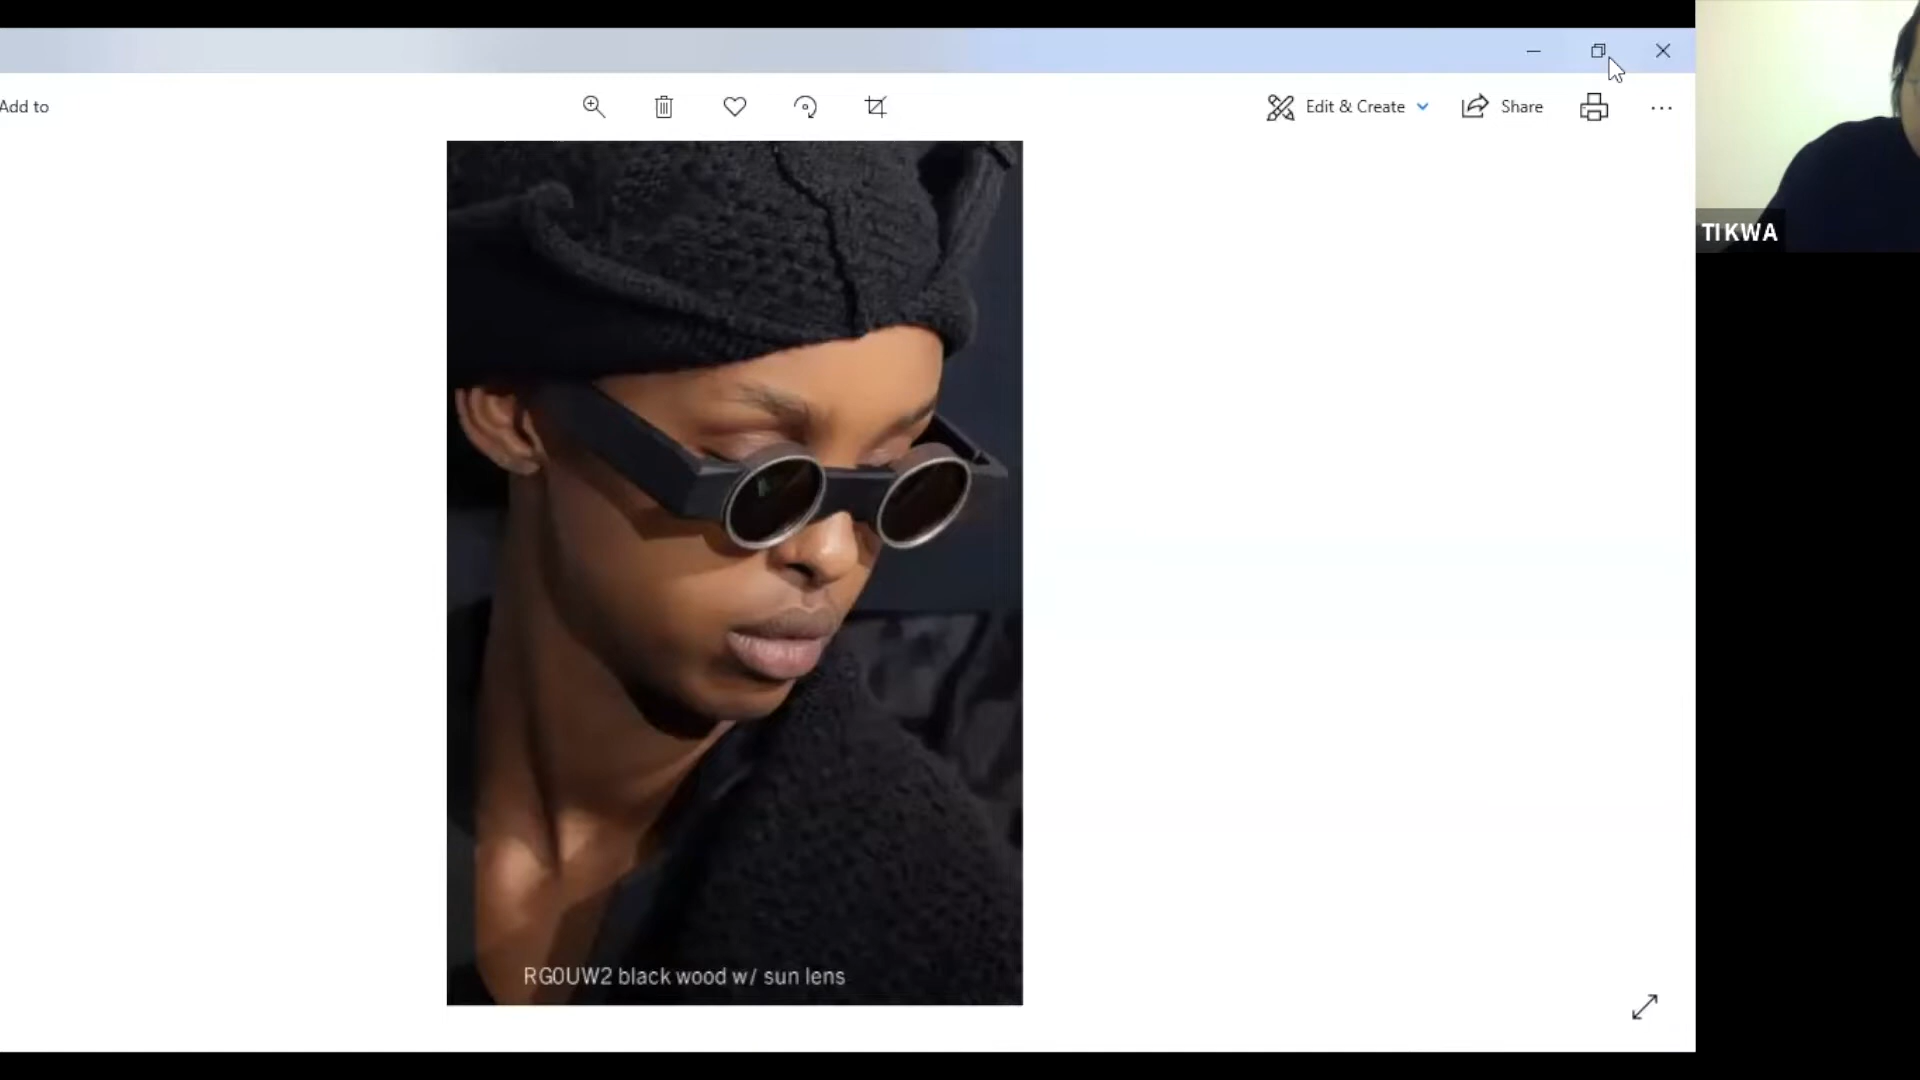 Add to
Edit & Create
Share
TIKWA
RG0UW2 black wood w/ sun lens